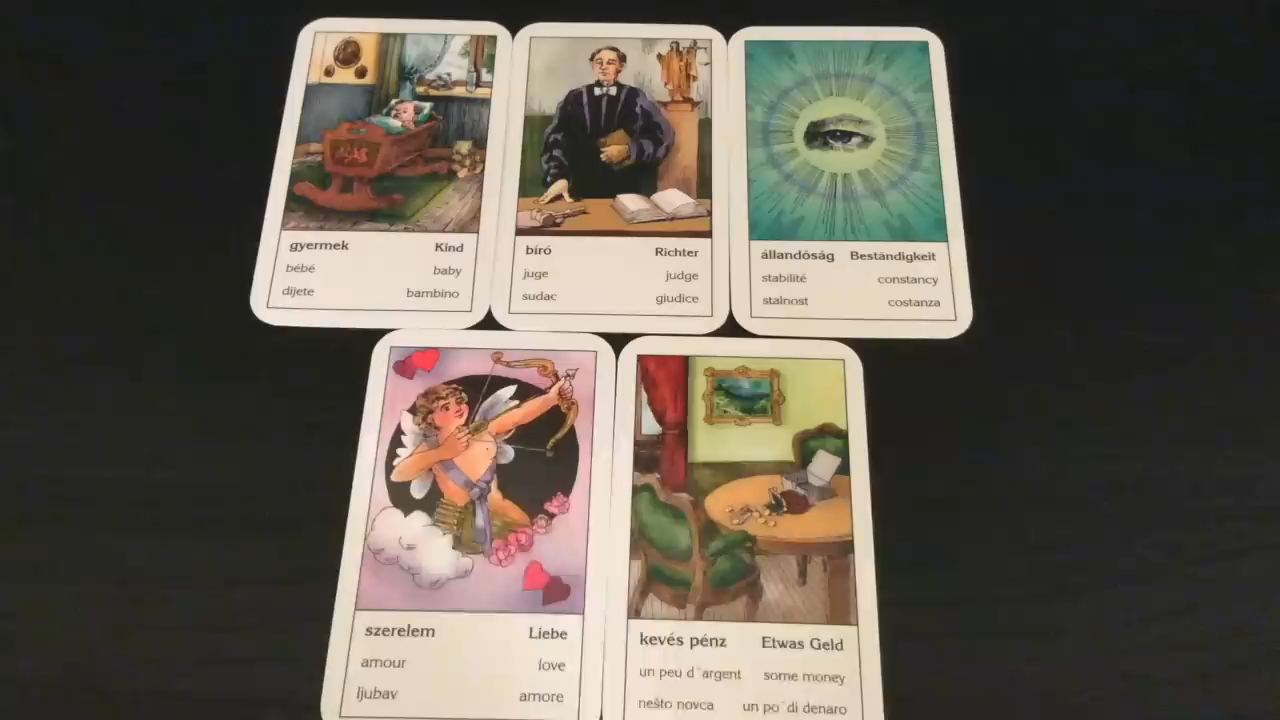 gyermek Kind
bébé baby
dijete bambino
bíró Richter
juge judge
sudac giudice
állandóság Beständigkeit
stabilité constancy
stalnost costanza
szerelem Liebe
amour love
ljubav amore
kevés pénz Etwas Geld
un peu d´argent some money
nešto novca un po´di denaro